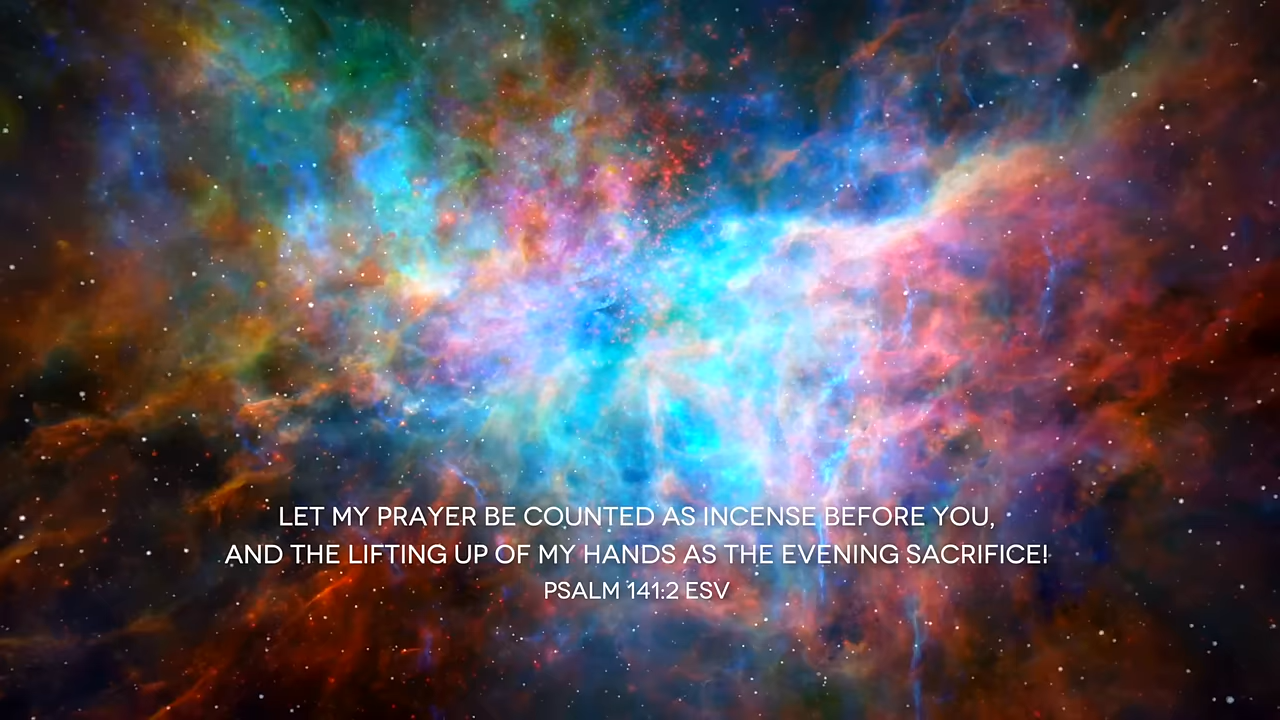 LET MY PRAYER BE COUNTED AS INCENSE BEFORE YOU,
AND THE LIFTING UP OF MY HANDS AS THE EVENING SACRIFICE!
PSALM 141:2 ESV